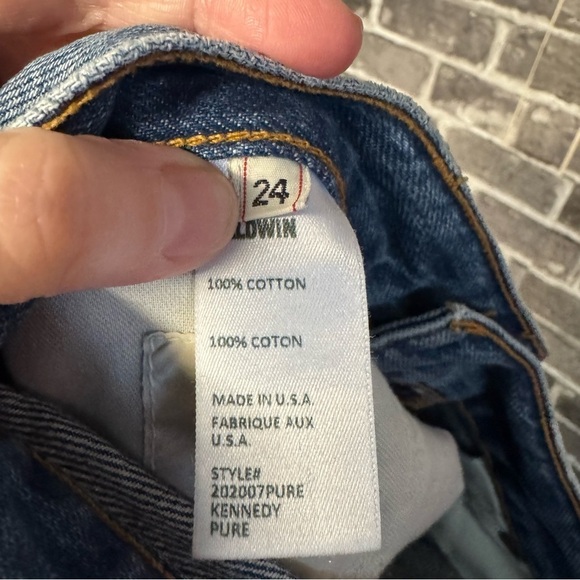 24
LDWIN
100% COTTON
100% COTON
MADE IN U.S.A.
FABRIQUE AUX
U.S.A.
STYLE#
202007PURE
KENNEDY
PURE